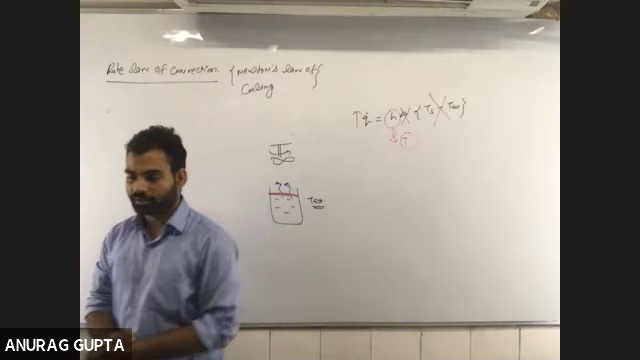 Rate law of convection {Newton's law of
Cooling}
↑ q̇ = h A {Ts - T∞}
↑
T∞
ANURAG GUPTA